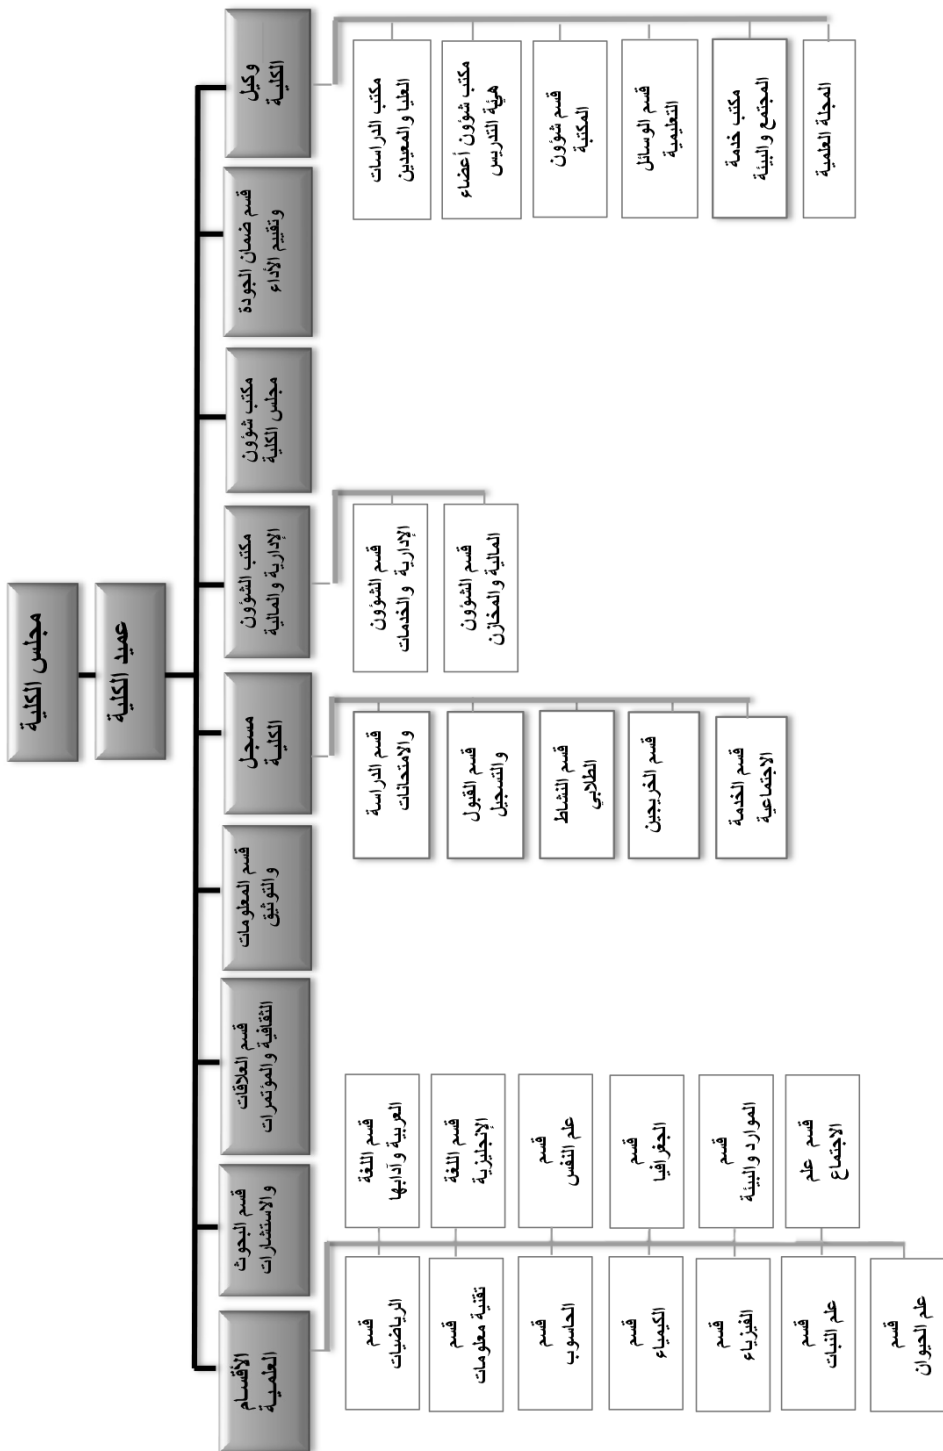 مجلس الكلية
عميد الكلية
وكيل
الكلية
قسم ضمان الجودة
وتقييم الأداء
مكتب شؤون
مجلس الكلية
مكتب الشؤون
الإدارية والمالية
مسجل
الكلية
قسم المعلومات
والتوثيق
قسم العلاقات
الثقافية والمؤتمرات
قسم البحوث
والاستشارات
الأقسام
العلمية
مكتب الدراسات
العليا والمعيدين
مكتب شؤون أعضاء
هيئة التدريس
قسم شؤون
المكتبة
قسم الوسائل
التعليمية
مكتب خدمة
المجتمع والبيئة
المجلة العلمية
قسم الشؤون
الإدارية والخدمات
قسم الشؤون
المالية والمخازن
قسم الدراسة
والامتحانات
قسم القبول
والتسجيل
قسم النشاط
الطلابي
قسم الخريجين
قسم الخدمة
الاجتماعية
قسم اللغة
العربية وآدابها
قسم اللغة
الإنجليزية
قسم
علم النفس
قسم
الجغرافيا
قسم
الموارد والبيئة
قسم علم
الاجتماع
قسم
الرياضيات
قسم
تقنية معلومات
قسم
الحاسوب
قسم
الكيمياء
قسم
الفيزياء
قسم
علم النبات
قسم
علم الحيوان